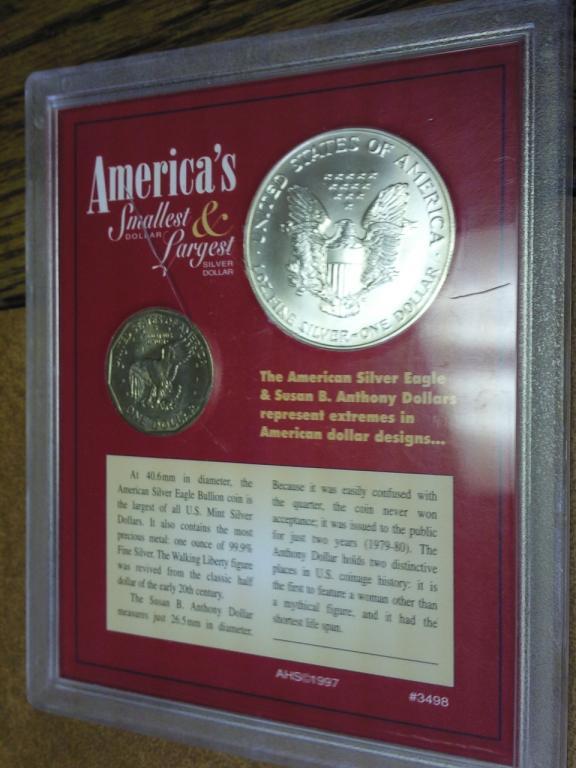 America's
Smallest
DOLLAR &
Largest
SILVER
DOLLAR
UNITED STATES OF AMERICA
1 OZ. FINE SILVER~ONE DOLLAR
UNITED STATES OF AMERICA
ONE DOLLAR
The American Silver Eagle
& Susan B. Anthony Dollars
represent extremes in
American dollar designs...
At 40.6mm in diameter, the
American Silver Eagle Bullion coin is
the largest of all U.S. Mint Silver
Dollars. It also contains the most
precious metal: one ounce of 99.9%
Fine Silver. The Walking Liberty figure
was revived from the classic half
dollar of the early 20th century.
The Susan B. Anthony Dollar
measures just 26.5mm in diameter.
Because it was easily confused with
the quarter, the coin never won
acceptance; it was issued to the public
for just two years (1979-80). The
Anthony Dollar holds two distinctive
places in U.S. coinage history: it is
the first to feature a woman other than
a mythical figure, and it had the
shortest life span.
AHS©1997
#3498